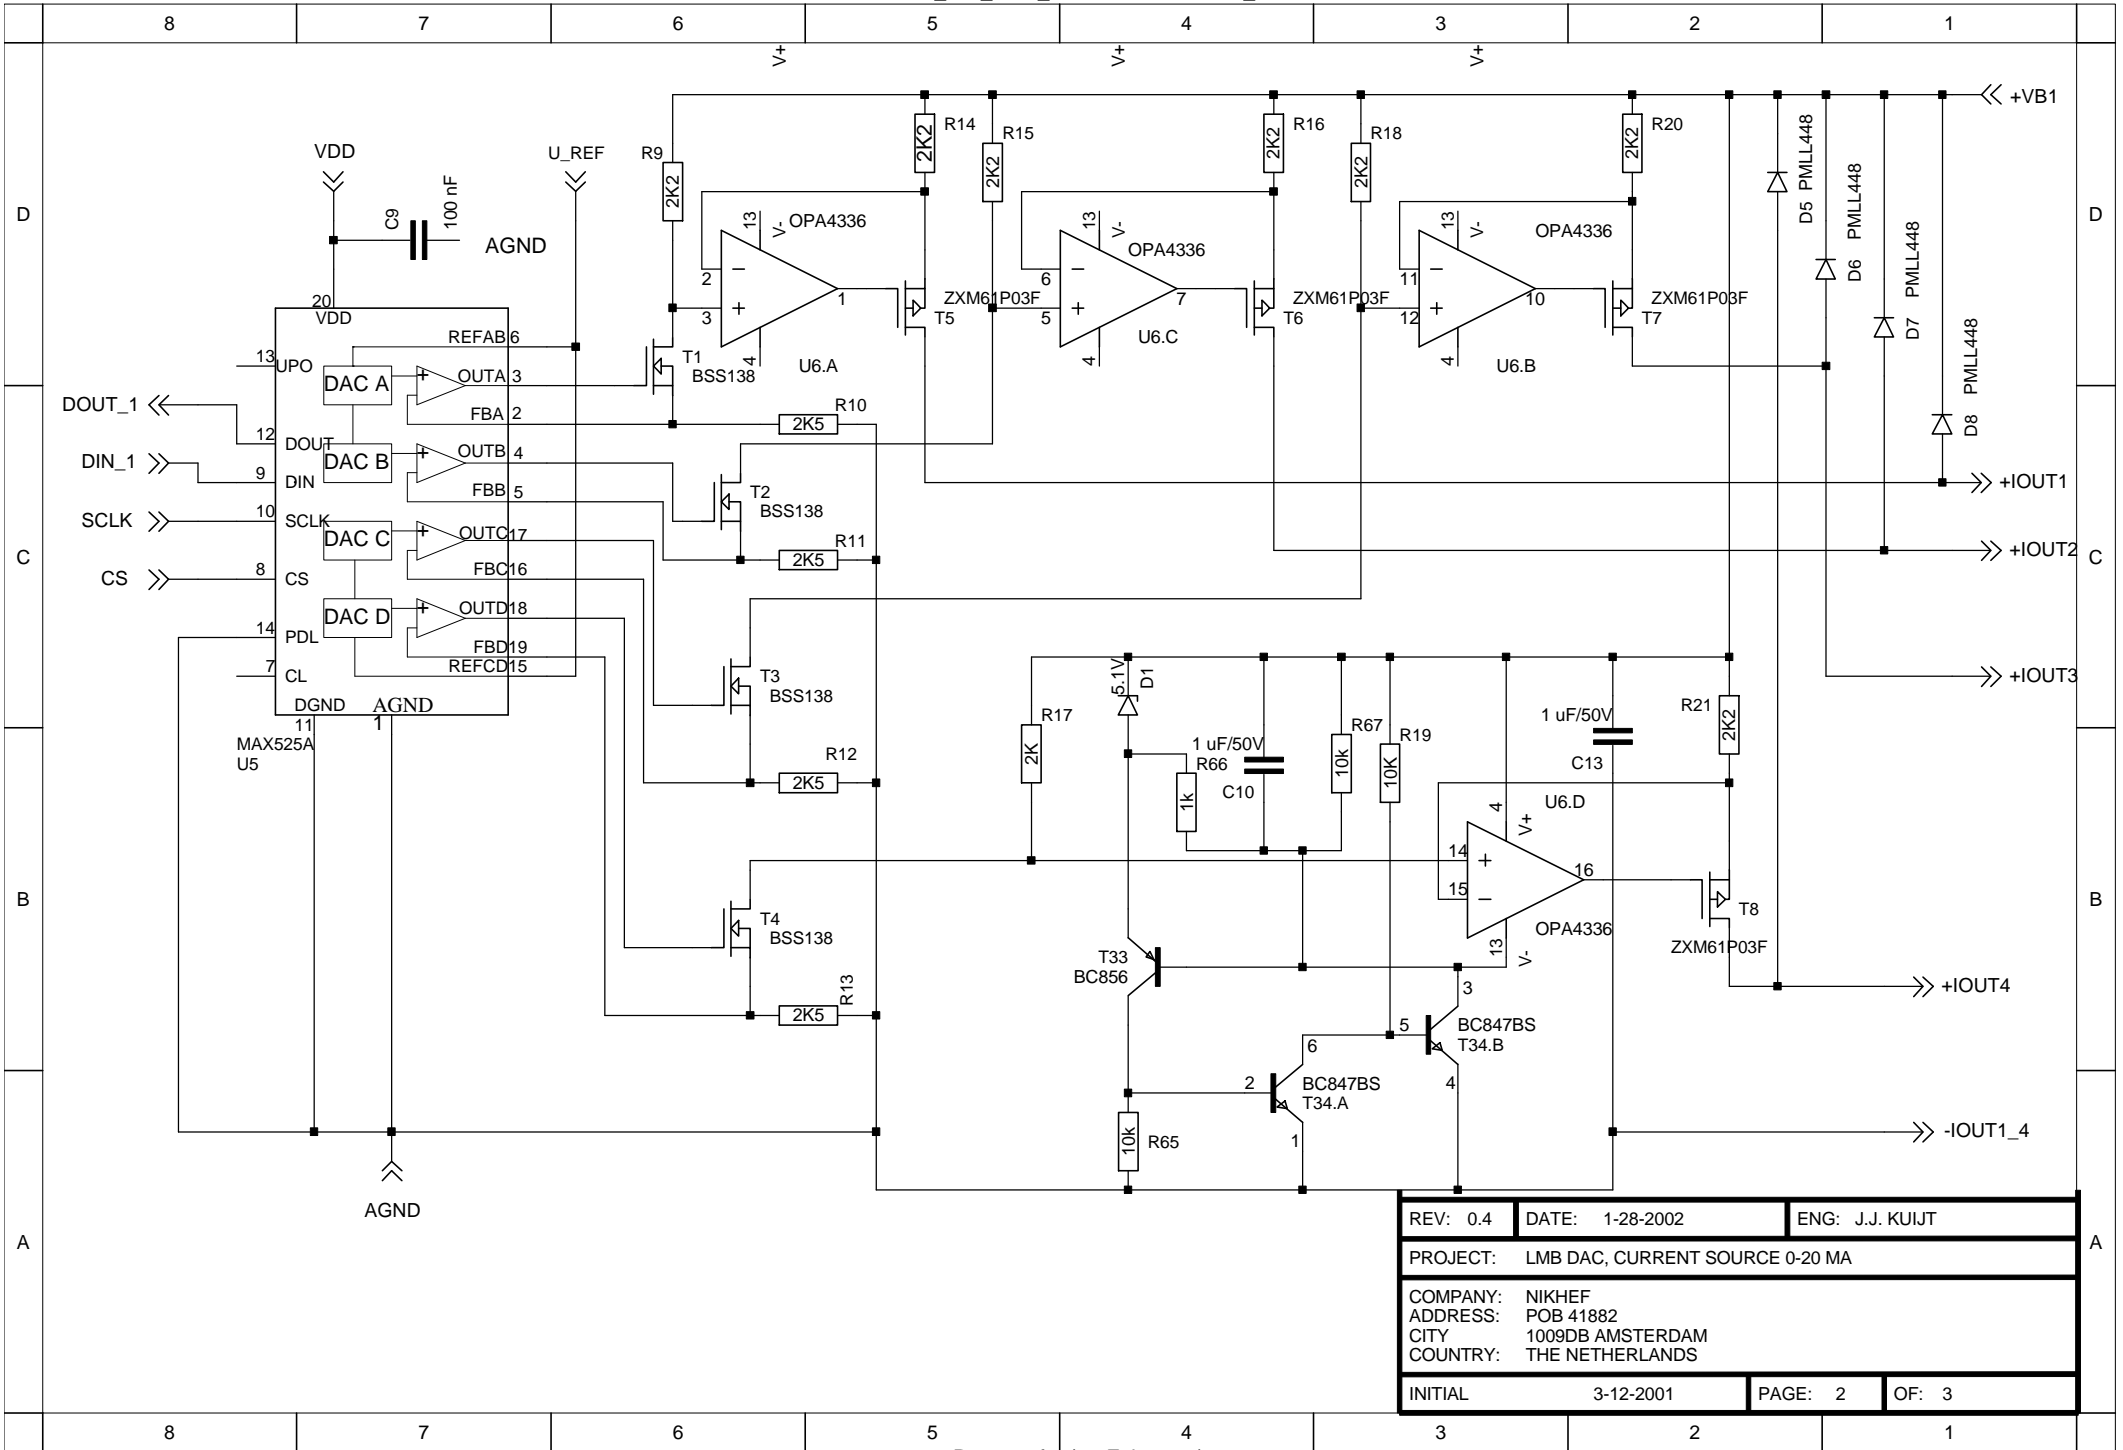 8 7 6 5 4 3 2 1
V+ V+ V+
+VB1
R14
R15
R16
R18
R20
2K2
2K2
2K2
2K2
2K2
VDD
U_REF
R9
2K2
C9
100 nF
AGND
D5 PMLL448
D6 PMLL448
D7 PMLL448
D8 PMLL448
D
D
13 V-
OPA4336
13 V-
OPA4336
13 V-
OPA4336
2
3
1
4
U6.A
6
5
7
4
U6.C
11
12
10
4
U6.B
ZXM61P03F
T5
ZXM61P03F
T6
ZXM61P03F
T7
20
VDD
REFAB 6
13 UPO
DAC A
OUTA 3
FBA 2
T1
BSS138
R10
2K5
DOUT_1
12 DOUT
DAC B
OUTB 4
DIN_1
9 DIN
FBB 5
T2
BSS138
+IOUT1
SCLK
10 SCLK
DAC C
OUTC 17
R11
2K5
+IOUT2
C
C
CS
8 CS
FBC 16
DAC D
OUTD 18
14 PDL
FBD 19
REFCD 15
7 CL
T3
BSS138
+IOUT3
DGND
AGND
11
1
MAX525A
U5
R12
2K5
R17
2K
5.1V
D1
1 uF/50V
R66
1k
C10
R67
10k
R19
10K
1 uF/50V
C13
R21
2K2
U6.D
4
V+
14
15
16
13
V-
OPA4336
T8
ZXM61P03F
B
B
T4
BSS138
R13
2K5
T33
BC856
+IOUT4
3
5
BC847BS
T34.B
4
6
2
BC847BS
T34.A
1
R65
10k
-IOUT1_4
AGND
A
A
REV: 0.4 DATE: 1-28-2002 ENG: J.J. KUIJT
PROJECT: LMB DAC, CURRENT SOURCE 0-20 MA
COMPANY: NIKHEF
ADDRESS: POB 41882
CITY 1009DB AMSTERDAM
COUNTRY: THE NETHERLANDS
INITIAL 3-12-2001 PAGE: 2 OF: 3
8 7 6 5 4 3 2 1